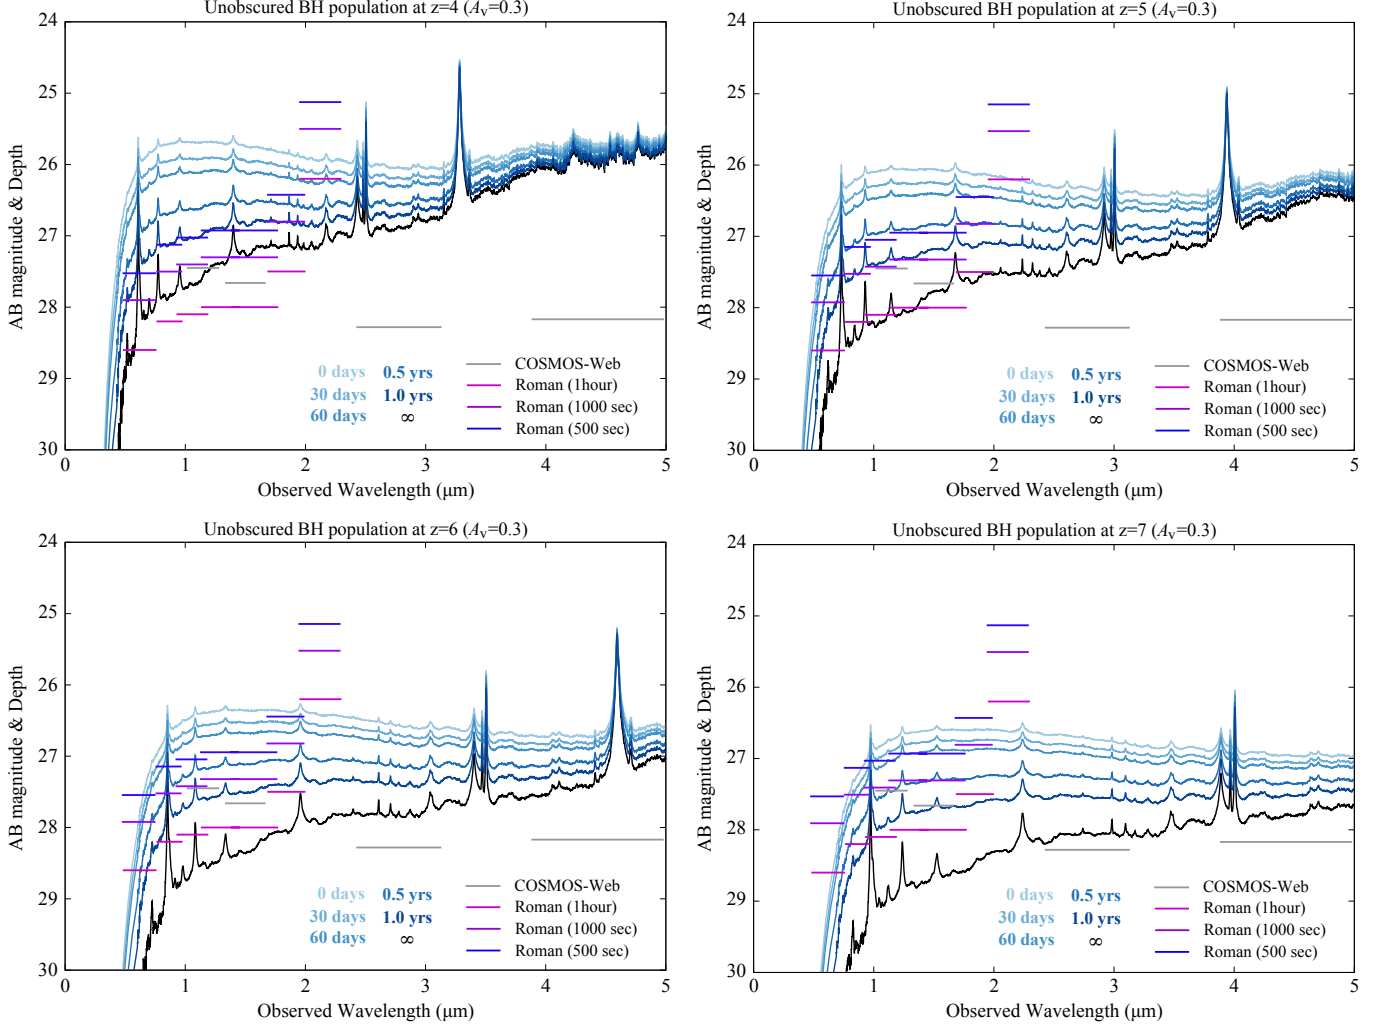 Unobscured BH population at z=4 (Av=0.3)
24
25
26
27
28
29
30
AB magnitude & Depth
0 days 0.5 yrs
30 days 1.0 yrs
60 days ∞
COSMOS-Web
Roman (1hour)
Roman (1000 sec)
Roman (500 sec)
0 1 2 3 4 5
Observed Wavelength (μm)
Unobscured BH population at z=5 (Av=0.3)
24
25
26
27
28
29
30
AB magnitude & Depth
0 days 0.5 yrs
30 days 1.0 yrs
60 days ∞
COSMOS-Web
Roman (1hour)
Roman (1000 sec)
Roman (500 sec)
0 1 2 3 4 5
Observed Wavelength (μm)
Unobscured BH population at z=6 (Av=0.3)
24
25
26
27
28
29
30
AB magnitude & Depth
0 days 0.5 yrs
30 days 1.0 yrs
60 days ∞
COSMOS-Web
Roman (1hour)
Roman (1000 sec)
Roman (500 sec)
0 1 2 3 4 5
Observed Wavelength (μm)
Unobscured BH population at z=7 (Av=0.3)
24
25
26
27
28
29
30
AB magnitude & Depth
0 days 0.5 yrs
30 days 1.0 yrs
60 days ∞
COSMOS-Web
Roman (1hour)
Roman (1000 sec)
Roman (500 sec)
0 1 2 3 4 5
Observed Wavelength (μm)